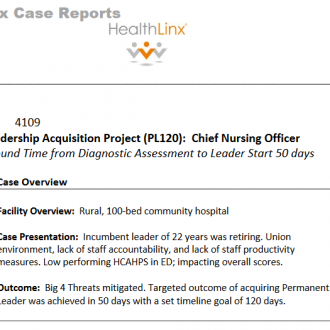 x Case Reports
HealthLinx
4109
dership Acquisition Project (PL120): Chief Nursing Officer
ound Time from Diagnostic Assessment to Leader Start 50 days
Case Overview
Facility Overview: Rural, 100-bed community hospital
Case Presentation: Incumbent leader of 22 years was retiring. Union
environment, lack of staff accountability, and lack of staff productivity
measures. Low performing HCAHPS in ED; impacting overall scores.
Outcome: Big 4 Threats mitigated. Targeted outcome of acquiring Permanent
Leader was achieved in 50 days with a set timeline goal of 120 days.